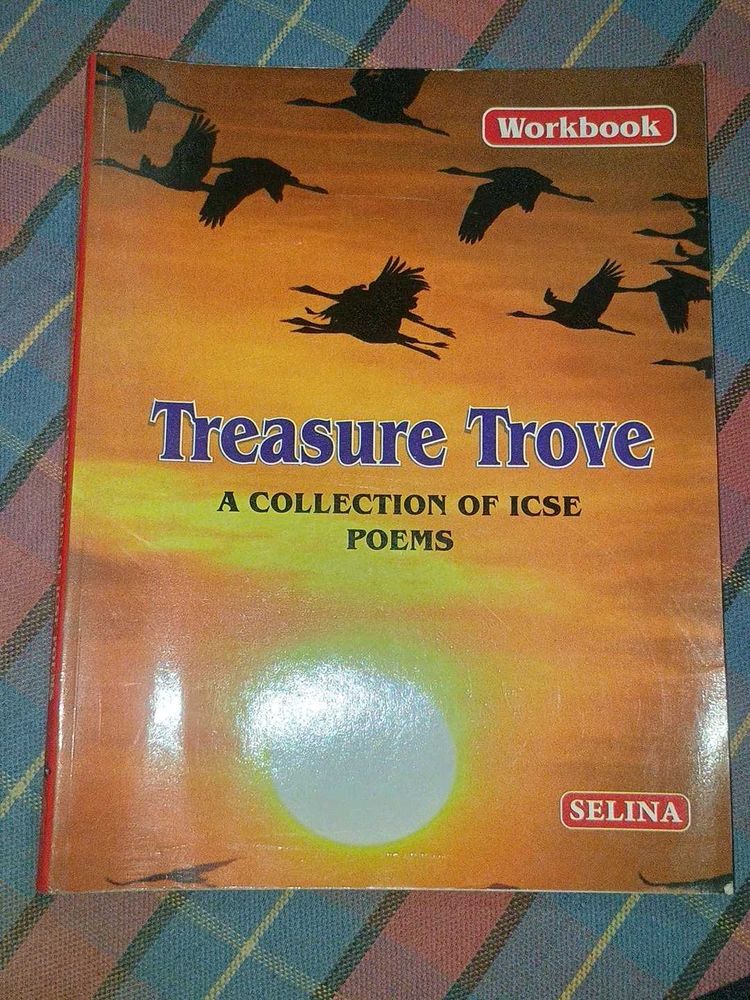 Workbook
Treasure Trove
A COLLECTION OF ICSE
POEMS
SELINA